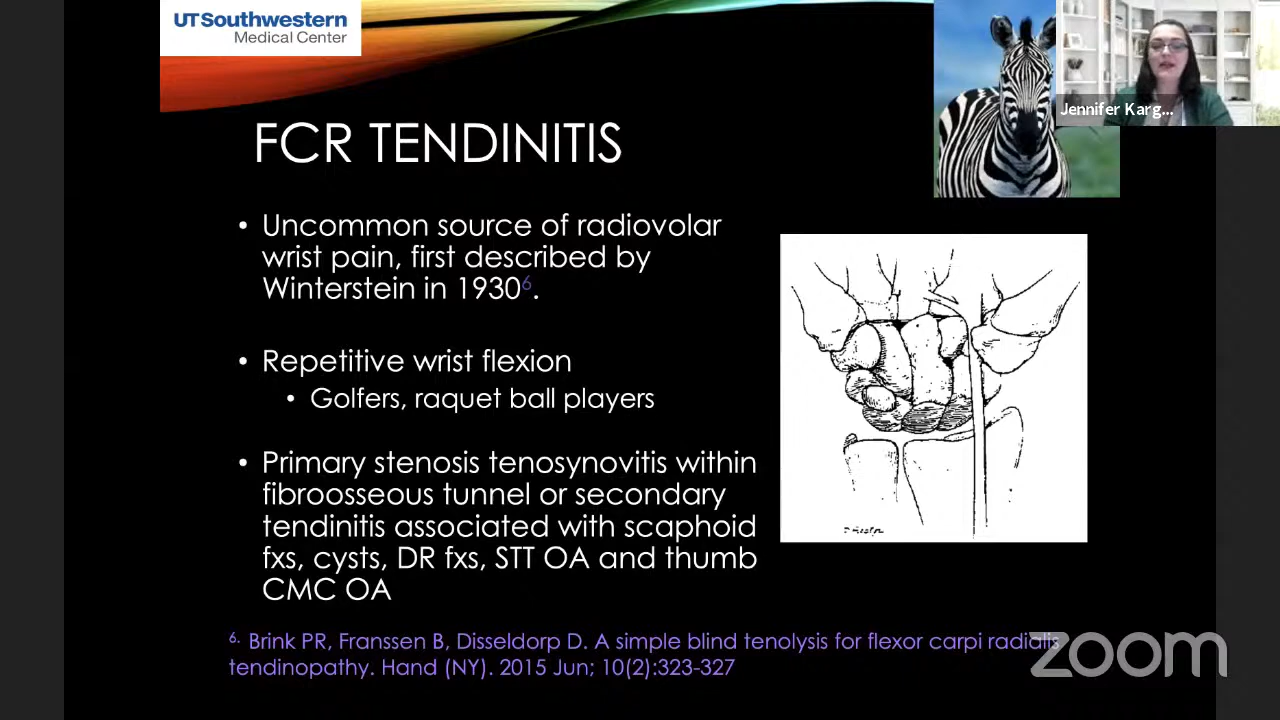 UTSouthwestern
Medical Center
Jennifer Karg...
FCR TENDINITIS
• Uncommon source of radiovolar
wrist pain, first described by
Winterstein in 1930⁶.
• Repetitive wrist flexion
• Golfers, raquet ball players
• Primary stenosis tenosynovitis within
fibroosseous tunnel or secondary
tendinitis associated with scaphoid
fxs, cysts, DR fxs, STT OA and thumb
CMC OA
⁶· Brink PR, Franssen B, Disseldorp D. A simple blind tenolysis for flexor carpi radialis
tendinopathy. Hand (NY). 2015 Jun; 10(2):323-327
zoom